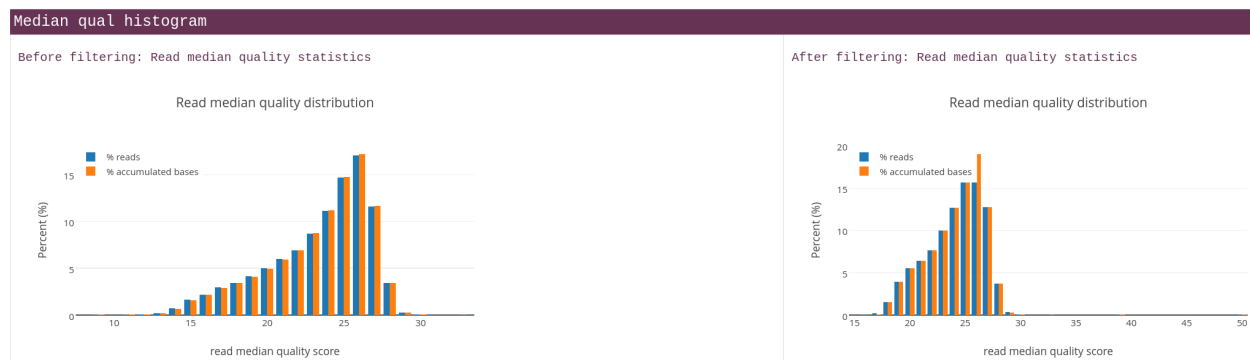 Median qual histogram
Before filtering: Read median quality statistics
Read median quality distribution
% reads
% accumulated bases
15
10
5
0
Percent (%)
10 15 20 25 30
read median quality score
After filtering: Read median quality statistics
Read median quality distribution
% reads
% accumulated bases
20
15
10
5
0
Percent (%)
15 20 25 30 35 40 45 50
read median quality score